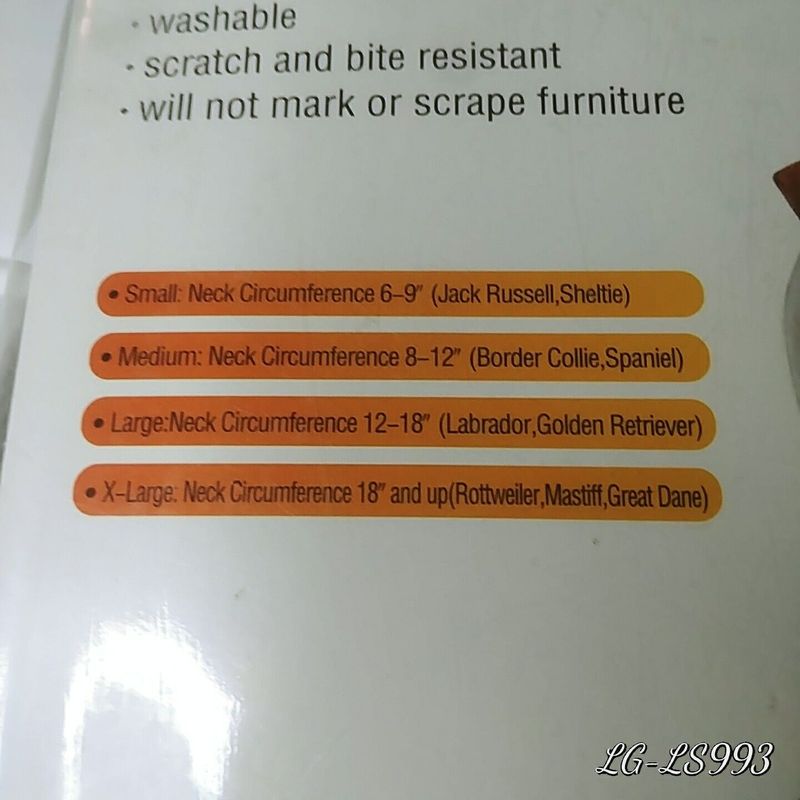 • washable
• scratch and bite resistant
• will not mark or scrape furniture
• Small: Neck Circumference 6–9" (Jack Russell,Sheltie)
• Medium: Neck Circumference 8–12" (Border Collie,Spaniel)
• Large:Neck Circumference 12–18" (Labrador,Golden Retriever)
• X–Large: Neck Circumference 18" and up(Rottweiler,Mastiff,Great Dane)
LG-LS993